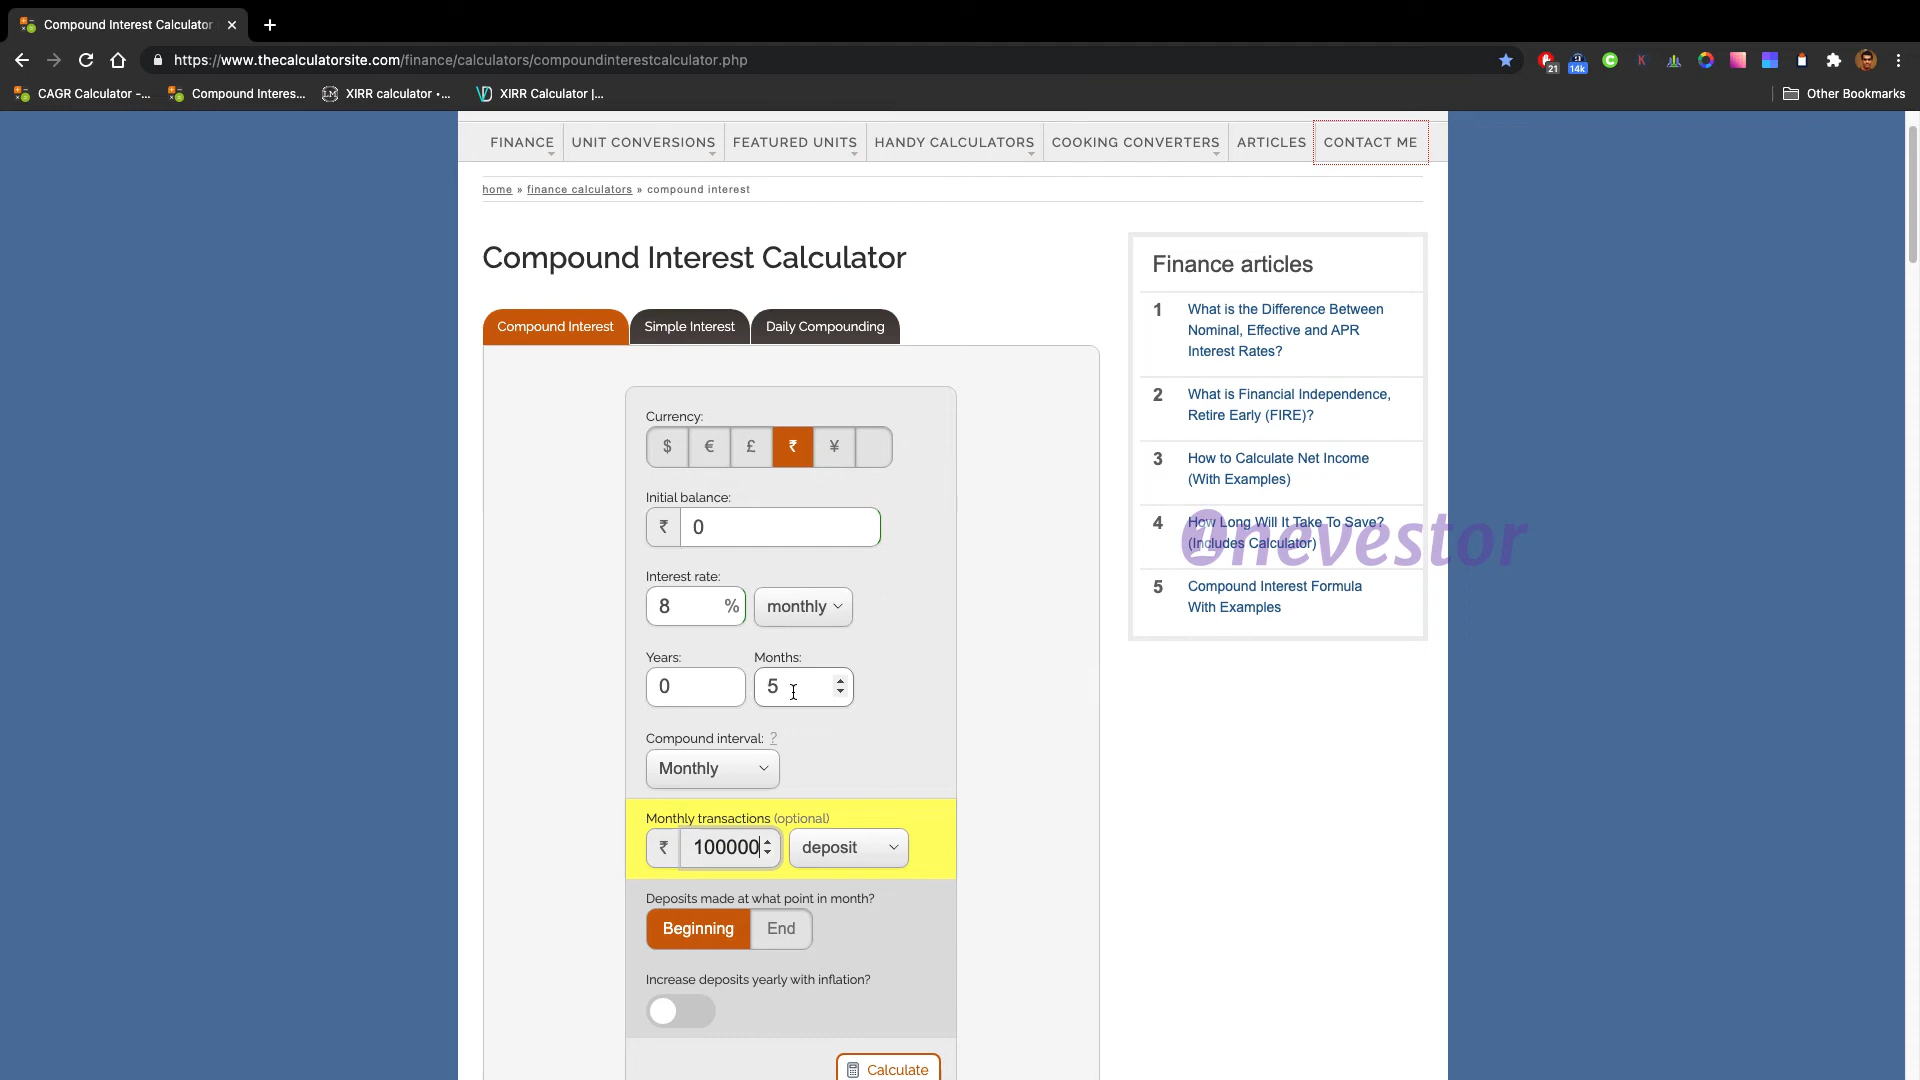 Compound Interest Calculator
https://www.thecalculatorsite.com/finance/calculators/compoundinterestcalculator.php
21
14k
CAGR Calculator -...
Compound Interes...
XIRR calculator •...
XIRR Calculator |...
Other Bookmarks
FINANCE
UNIT CONVERSIONS
FEATURED UNITS
HANDY CALCULATORS
COOKING CONVERTERS
ARTICLES
CONTACT ME
home » finance calculators » compound interest
Compound Interest Calculator
Compound Interest
Simple Interest
Daily Compounding
Currency:
$ € £ ₹ ¥
Initial balance:
₹ 0
Interest rate:
8 %
monthly
Years:
Months:
0
5
Compound interval: ?
Monthly
Monthly transactions (optional)
₹ 100000
deposit
Deposits made at what point in month?
Beginning
End
Increase deposits yearly with inflation?
Calculate
Finance articles
1 What is the Difference Between
Nominal, Effective and APR
Interest Rates?
2 What is Financial Independence,
Retire Early (FIRE)?
3 How to Calculate Net Income
(With Examples)
4 How Long Will It Take To Save?
(Includes Calculator)
1nevestor
5 Compound Interest Formula
With Examples